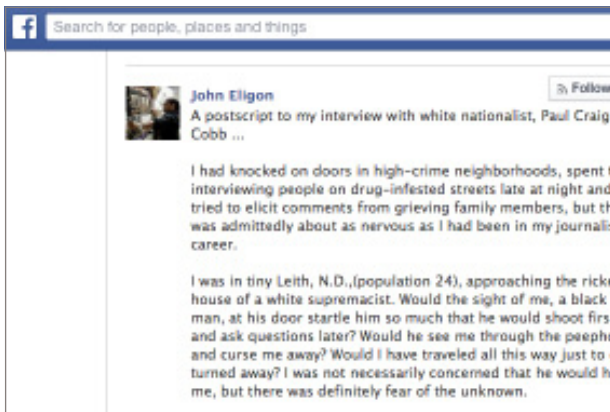 f Search for people, places and things
John Eligon
Follow
A postscript to my interview with white nationalist, Paul Craig
Cobb ...
I had knocked on doors in high-crime neighborhoods, spent
interviewing people on drug-infested streets late at night and
tried to elicit comments from grieving family members, but
was admittedly about as nervous as I had been in my
career.
I was in tiny Leith, N.D.,(population 24), approaching the
house of a white supremacist. Would the sight of me, a black
man, at his door startle him so much that he would shoot
and ask questions later? Would he see me through the
and curse me away? Would I have traveled all this way just to
turned away? I was not necessarily concerned that he would
me, but there was definitely fear of the unknown.